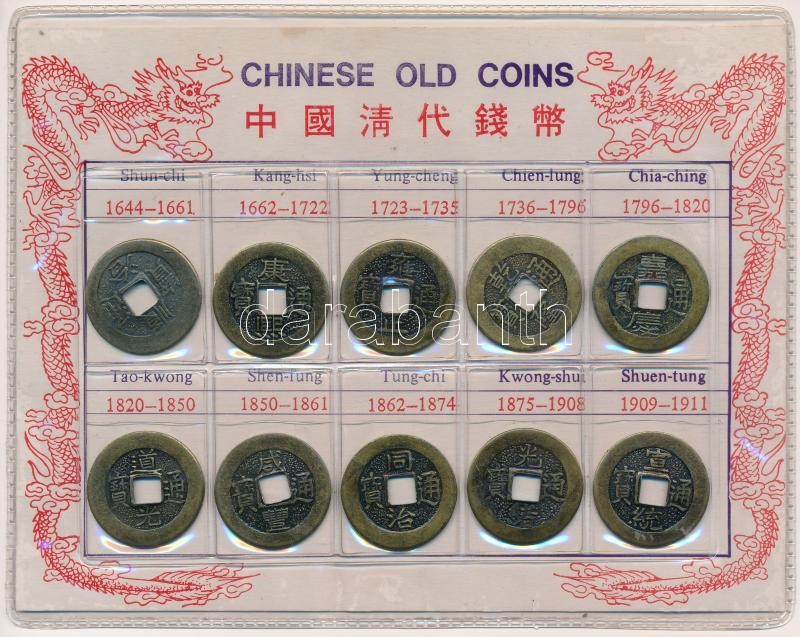 CHINESE OLD COINS
中國清代錢幣
Shun-chi Kang-hsi Yung-cheng Chien-lung Chia-ching
1644–1661 1662–1722 1723–1735 1736–1796 1796–1820
康熙通寶 雍正通寶 乾隆通寶 嘉慶通寶
darabanth
Tao-kwong Shen-fung Tung-chi Kwong-shu Shuen-tung
1820–1850 1850–1861 1862–1874 1875–1908 1909–1911
道光通寶 咸豐通寶 同治通寶 光緒通寶 宣統通寶